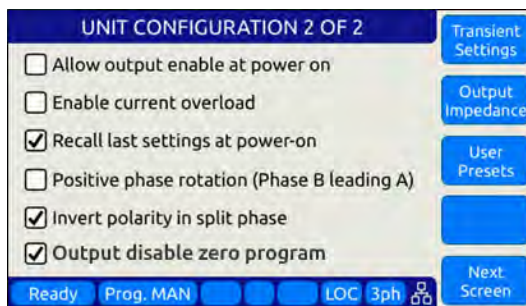 UNIT CONFIGURATION 2 OF 2
Allow output enable at power on
Enable current overload
Recall last settings at power-on
Positive phase rotation (Phase B leading A)
Invert polarity in split phase
Output disable zero program
Transient
Settings
Output
Impedance
User
Presets
Next
Screen
Ready
Prog. MAN
LOC
3ph